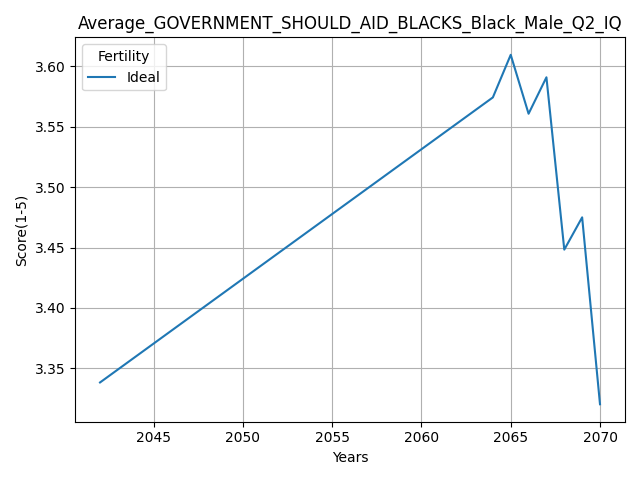 Average_GOVERNMENT_SHOULD_AID_BLACKS_Black_Male_Q2_IQ
Fertility
Ideal
3.60
3.55
3.50
3.45
3.40
3.35
Score(1-5)
2045 2050 2055 2060 2065 2070
Years